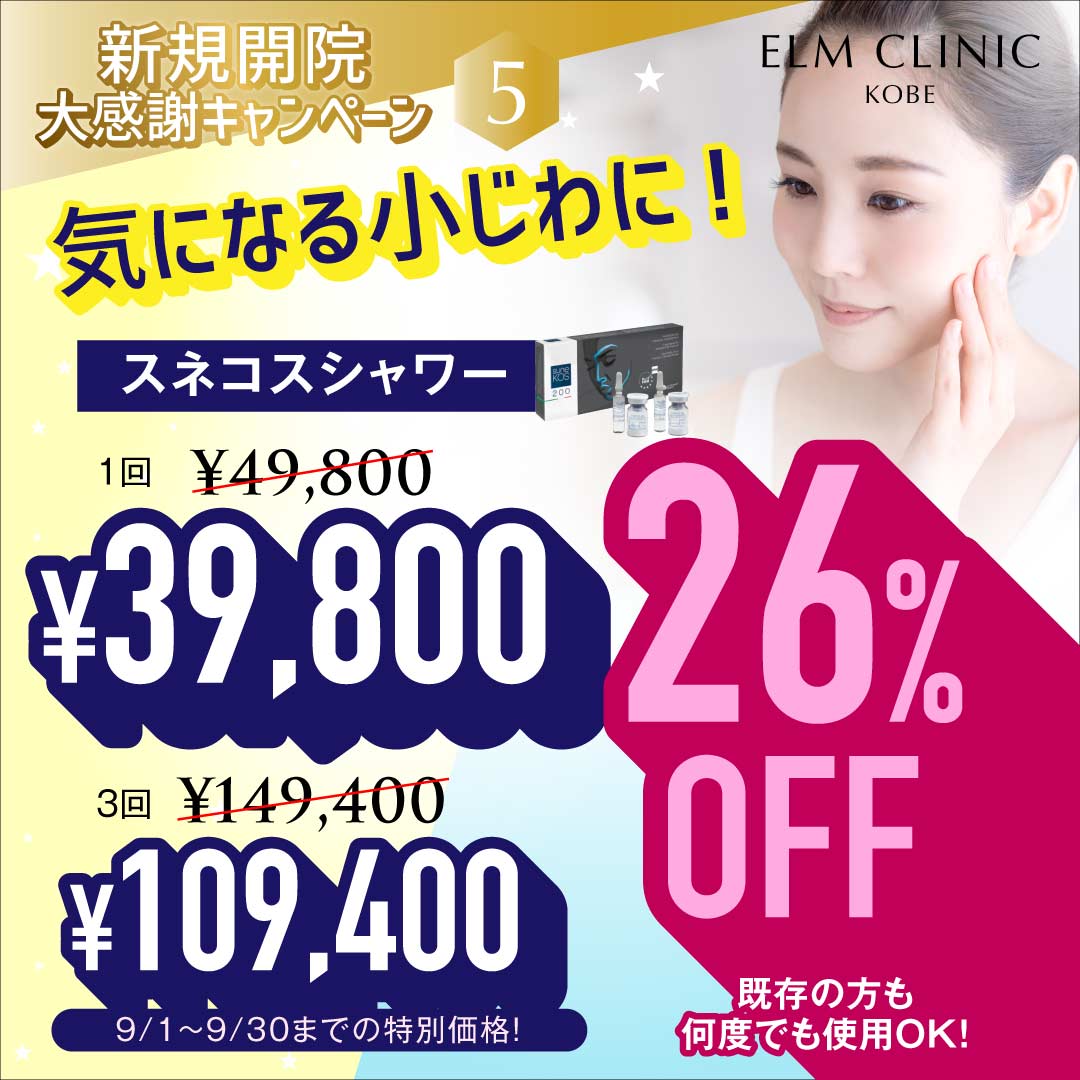 新規開院
大感謝キャンペーン
5
ELM CLINIC
KOBE
気になる小じわに！
スネコスシャワー
sune
KOS
200
1回 ¥49,800
¥39,800
26%
OFF
3回 ¥149,400
¥109,400
9/1～9/30までの特別価格!
既存の方も
何度でも使用OK!